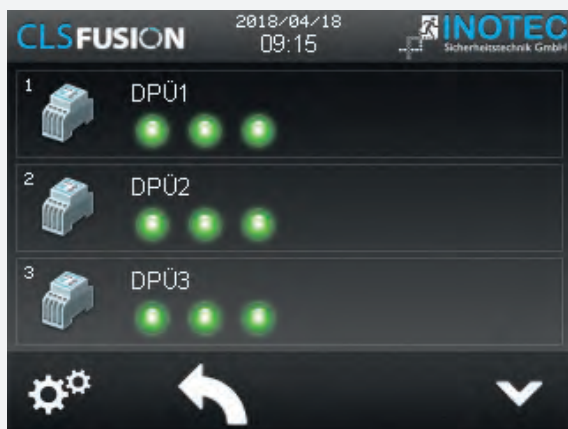 CLSFUSION
2018/04/18
09:15
INOTEC
Sicherheitstechnik GmbH
1
DPÜ1
2
DPÜ2
3
DPÜ3